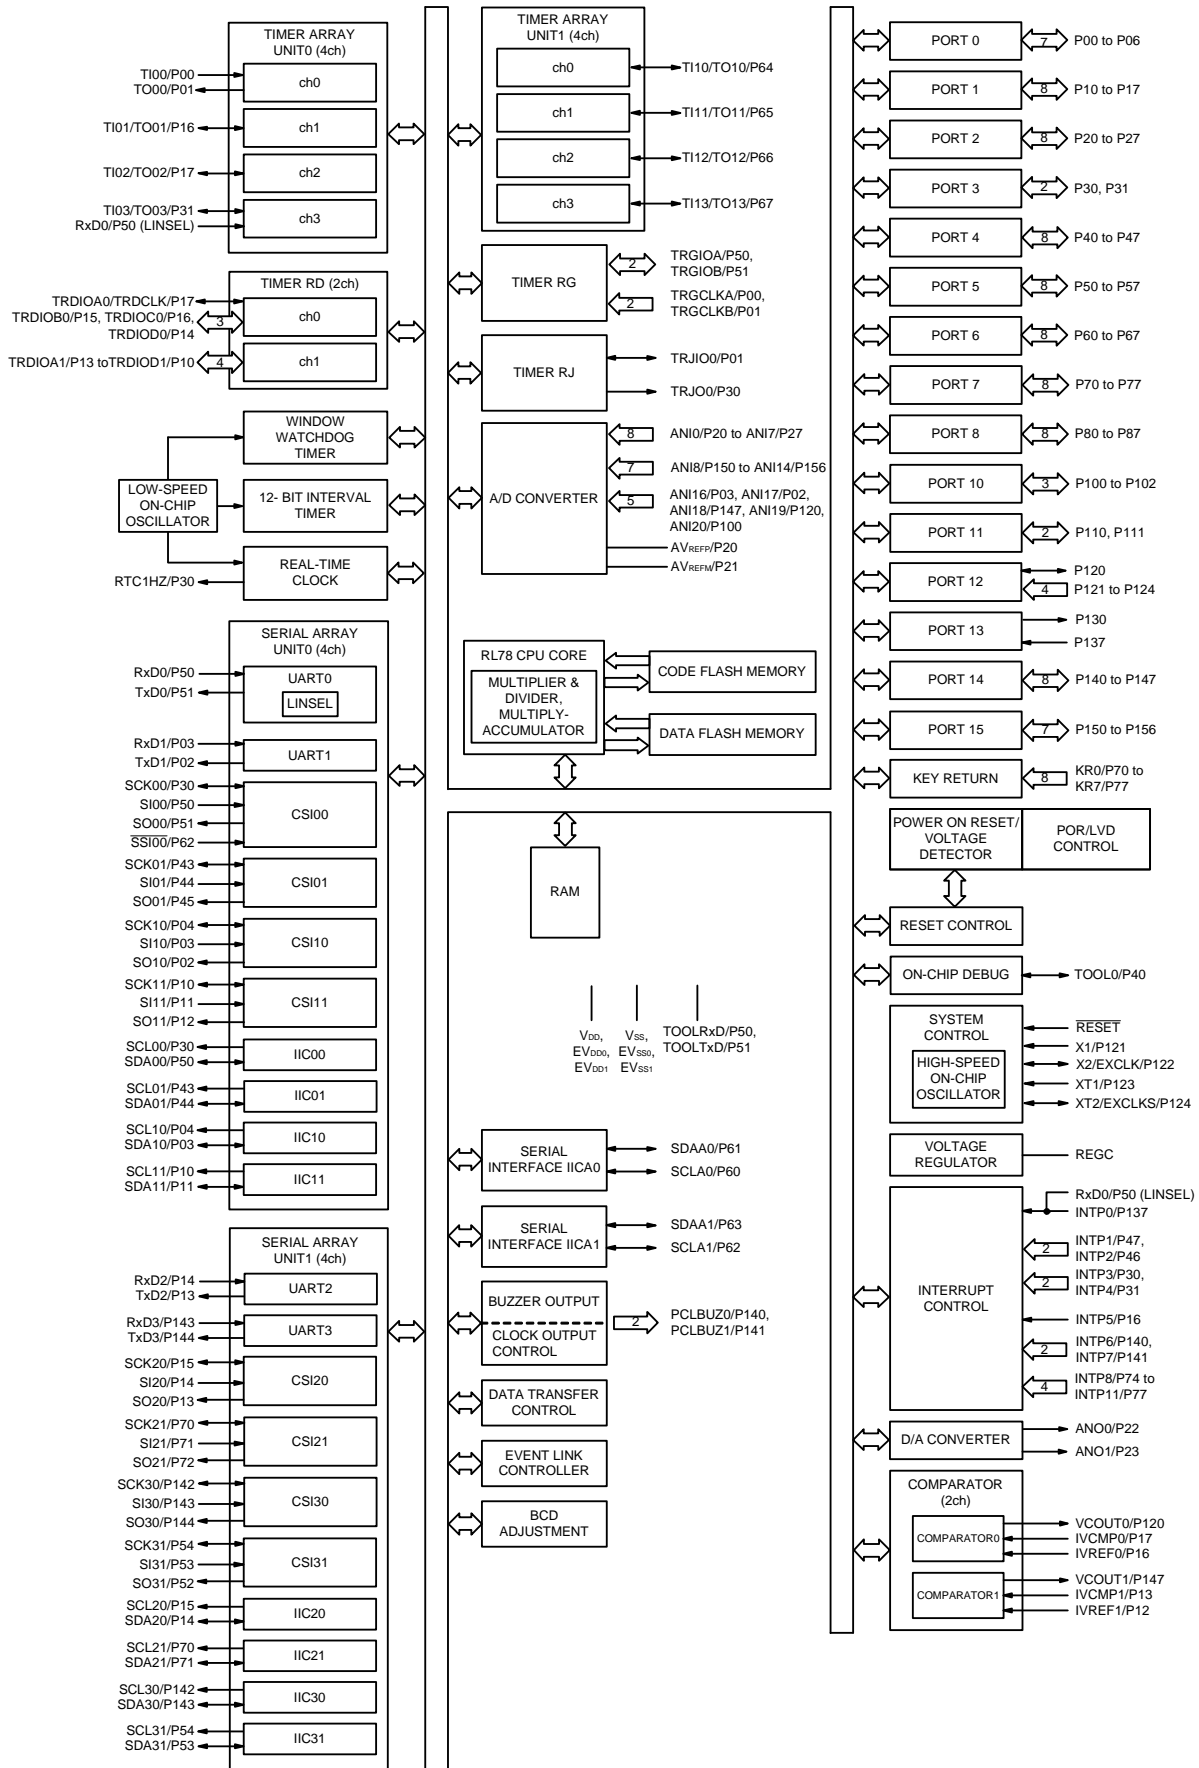 TIMER ARRAY
UNIT0 (4ch)
TI00/P00
TO00/P01
ch0
TI01/TO01/P16
ch1
TI02/TO02/P17
ch2
TI03/TO03/P31
RxD0/P50 (LINSEL)
ch3
TIMER RD (2ch)
TRDIOA0/TRDCLK/P17
TRDIOB0/P15, TRDIOC0/P16,
TRDIOD0/P14
3
ch0
TRDIOA1/P13 toTRDIOD1/P10
4
ch1
WINDOW
WATCHDOG
TIMER
LOW-SPEED
ON-CHIP
OSCILLATOR
12- BIT INTERVAL
TIMER
RTC1HZ/P30
REAL-TIME
CLOCK
SERIAL ARRAY
UNIT0 (4ch)
RxD0/P50
TxD0/P51
UART0
LINSEL
RxD1/P03
TxD1/P02
UART1
SCK00/P30
SI00/P50
SO00/P51
SSI00/P62
CSI00
SCK01/P43
SI01/P44
SO01/P45
CSI01
SCK10/P04
SI10/P03
SO10/P02
CSI10
SCK11/P10
SI11/P11
SO11/P12
CSI11
SCL00/P30
SDA00/P50
IIC00
SCL01/P43
SDA01/P44
IIC01
SCL10/P04
SDA10/P03
IIC10
SCL11/P10
SDA11/P11
IIC11
SERIAL ARRAY
UNIT1 (4ch)
RxD2/P14
TxD2/P13
UART2
RxD3/P143
TxD3/P144
UART3
SCK20/P15
SI20/P14
SO20/P13
CSI20
SCK21/P70
SI21/P71
SO21/P72
CSI21
SCK30/P142
SI30/P143
SO30/P144
CSI30
SCK31/P54
SI31/P53
SO31/P52
CSI31
SCL20/P15
SDA20/P14
IIC20
SCL21/P70
SDA21/P71
IIC21
SCL30/P142
SDA30/P143
IIC30
SCL31/P54
SDA31/P53
IIC31
TIMER ARRAY
UNIT1 (4ch)
ch0
TI10/TO10/P64
ch1
TI11/TO11/P65
ch2
TI12/TO12/P66
ch3
TI13/TO13/P67
TIMER RG
2
TRGIOA/P50,
TRGIOB/P51
2
TRGCLKA/P00,
TRGCLKB/P01
TIMER RJ
TRJIO0/P01
TRJO0/P30
A/D CONVERTER
8
ANI0/P20 to ANI7/P27
7
ANI8/P150 to ANI14/P156
5
ANI16/P03, ANI17/P02,
ANI18/P147, ANI19/P120,
ANI20/P100
AVREFP/P20
AVREFM/P21
RL78 CPU CORE
MULTIPLIER &
DIVIDER,
MULTIPLY-
ACCUMULATOR
CODE FLASH MEMORY
DATA FLASH MEMORY
RAM
VDD,
EVDD0,
EVDD1
VSS,
EVSS0,
EVSS1
TOOLRxD/P50,
TOOLTxD/P51
SERIAL
INTERFACE IICA0
SDAA0/P61
SCLA0/P60
SERIAL
INTERFACE IICA1
SDAA1/P63
SCLA1/P62
BUZZER OUTPUT
CLOCK OUTPUT
CONTROL
2
PCLBUZ0/P140,
PCLBUZ1/P141
DATA TRANSFER
CONTROL
EVENT LINK
CONTROLLER
BCD
ADJUSTMENT
PORT 0
7
P00 to P06
PORT 1
8
P10 to P17
PORT 2
8
P20 to P27
PORT 3
2
P30, P31
PORT 4
8
P40 to P47
PORT 5
8
P50 to P57
PORT 6
8
P60 to P67
PORT 7
8
P70 to P77
PORT 8
8
P80 to P87
PORT 10
3
P100 to P102
PORT 11
2
P110, P111
PORT 12
P120
4
P121 to P124
PORT 13
P130
P137
PORT 14
8
P140 to P147
PORT 15
7
P150 to P156
KEY RETURN
8
KR0/P70 to
KR7/P77
POWER ON RESET/
VOLTAGE
DETECTOR
POR/LVD
CONTROL
RESET CONTROL
ON-CHIP DEBUG
TOOL0/P40
SYSTEM
CONTROL
HIGH-SPEED
ON-CHIP
OSCILLATOR
RESET
X1/P121
X2/EXCLK/P122
XT1/P123
XT2/EXCLKS/P124
VOLTAGE
REGULATOR
REGC
INTERRUPT
CONTROL
RxD0/P50 (LINSEL)
INTP0/P137
2
INTP1/P47,
INTP2/P46
2
INTP3/P30,
INTP4/P31
INTP5/P16
2
INTP6/P140,
INTP7/P141
4
INTP8/P74 to
INTP11/P77
D/A CONVERTER
ANO0/P22
ANO1/P23
COMPARATOR
(2ch)
COMPARATOR0
VCOUT0/P120
IVCMP0/P17
IVREF0/P16
COMPARATOR1
VCOUT1/P147
IVCMP1/P13
IVREF1/P12